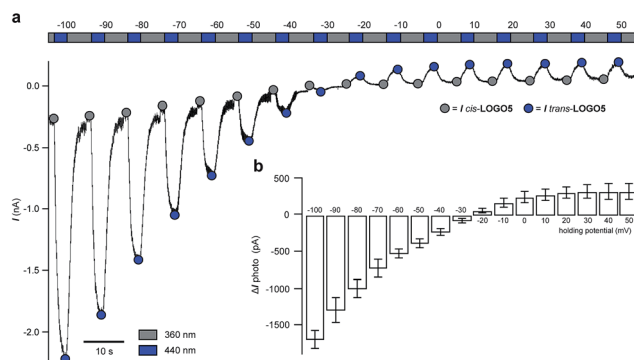 a
-100 -90 -80 -70 -60 -50 -40 -30 -20 -10 0 10 20 30 40 50
0.0
-0.5
-1.0
-1.5
-2.0
I (nA)
= I cis-LOGO5 = I trans-LOGO5
10 s
360 nm
440 nm
b
500
0
-500
-1000
-1500
ΔI photo (pA)
-100 -90 -80 -70 -60 -50 -40 -30
-20 -10 0 10 20 30 40 50
holding potential (mV)